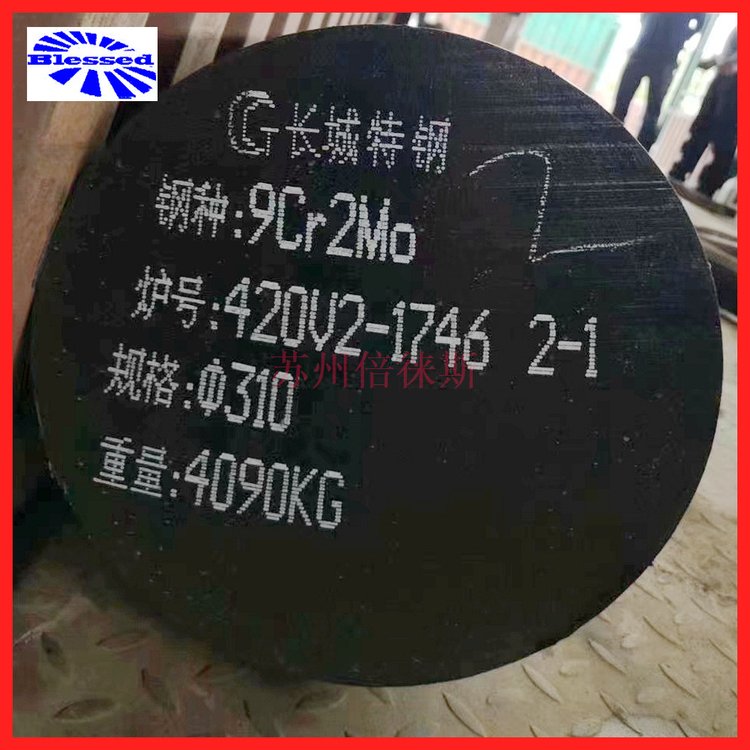 Blessed
长城特钢
2
钢种:9Cr2Mo
炉号:420V2-1746 2-1
苏州倍徕斯
规格:Φ310
重量:4090KG